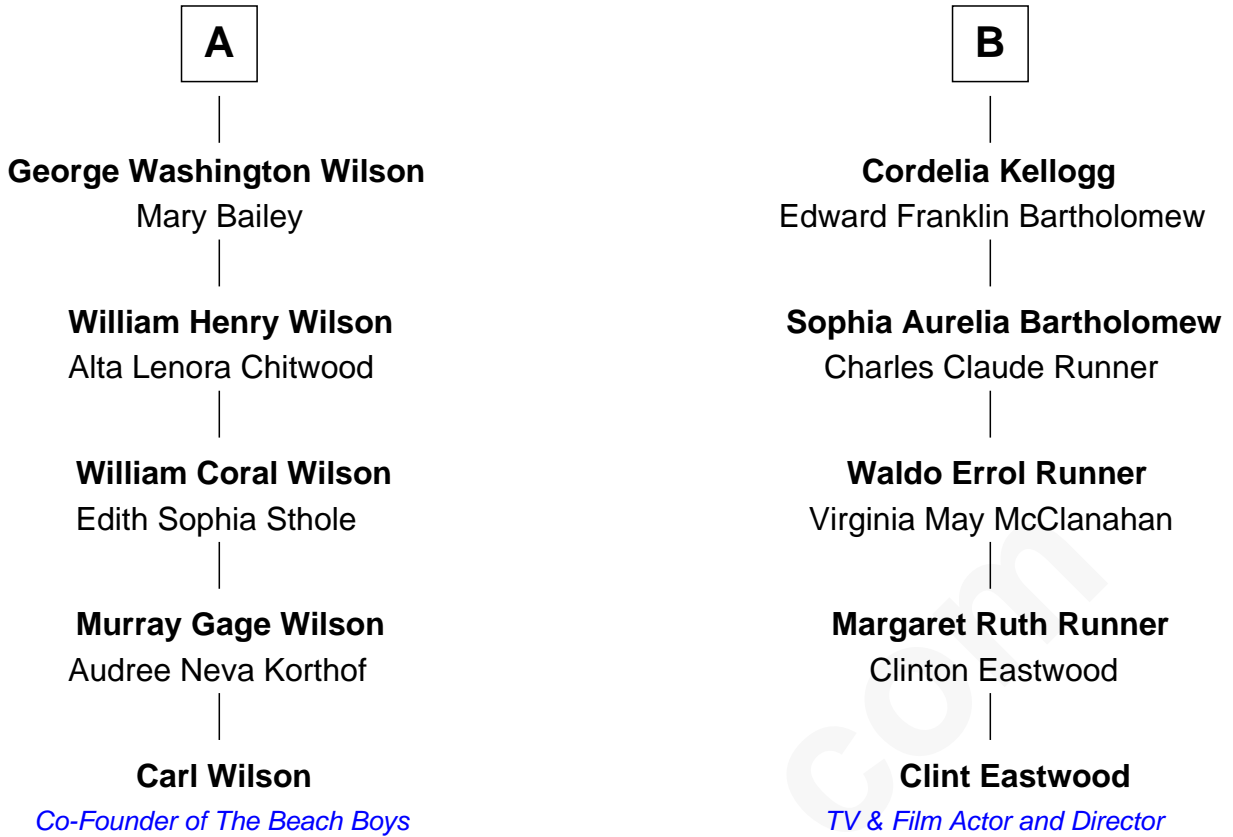 A
George Washington Wilson
Mary Bailey
William Henry Wilson
Alta Lenora Chitwood
William Coral Wilson
Edith Sophia Sthole
Murray Gage Wilson
Audree Neva Korthof
Carl Wilson
Co-Founder of The Beach Boys
B
Cordelia Kellogg
Edward Franklin Bartholomew
Sophia Aurelia Bartholomew
Charles Claude Runner
Waldo Errol Runner
Virginia May McClanahan
Margaret Ruth Runner
Clinton Eastwood
Clint Eastwood
TV & Film Actor and Director
com